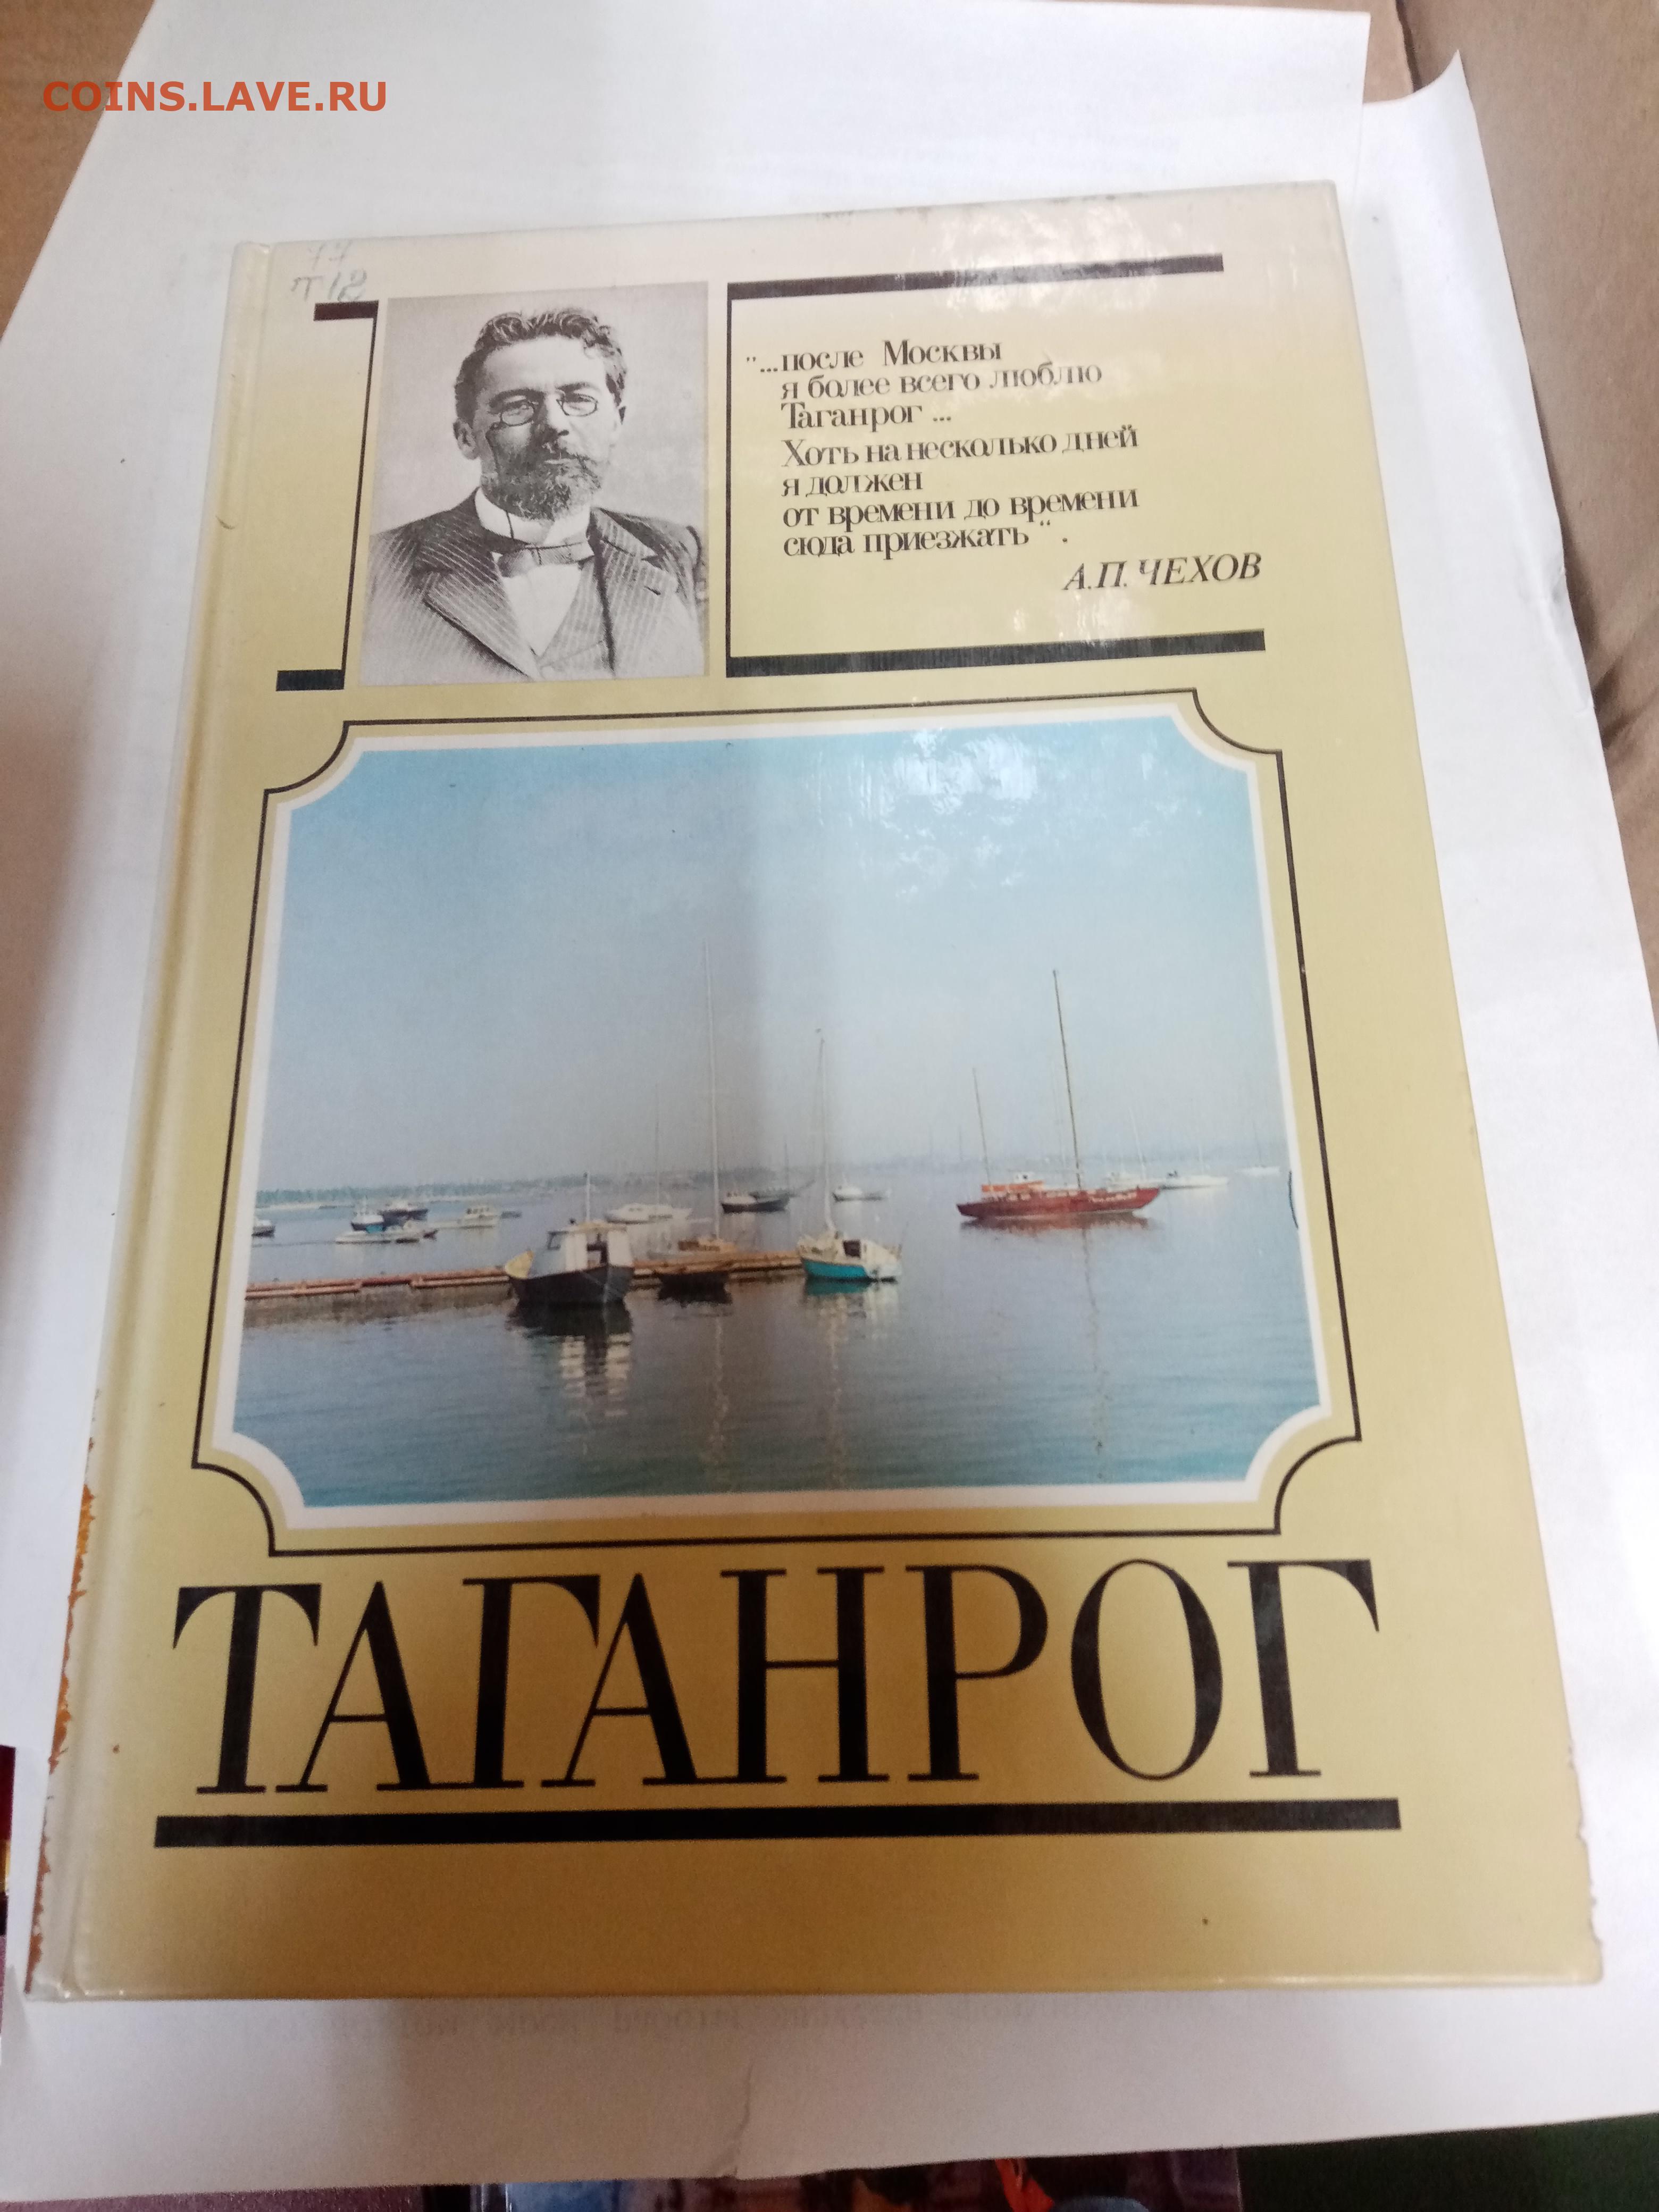 COINS.LAVE.RU
т 12
"...после Москвы
я более всего люблю
Таганрог ...
Хоть на несколько дней
я должен
от времени до времени
сюда приезжать“ .
А.П. ЧЕХОВ
ТАГАНРОГ